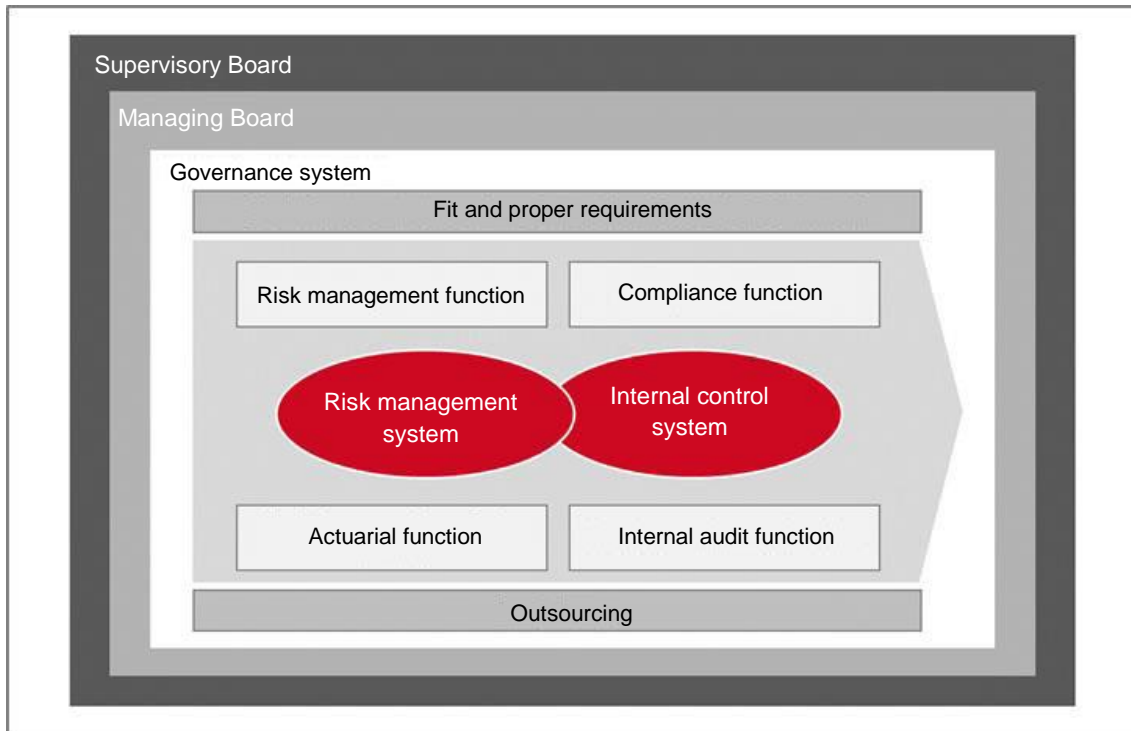 Supervisory Board
Managing Board
Governance system
Fit and proper requirements
Risk management function
Compliance function
Risk management
system
Internal control
system
Actuarial function
Internal audit function
Outsourcing